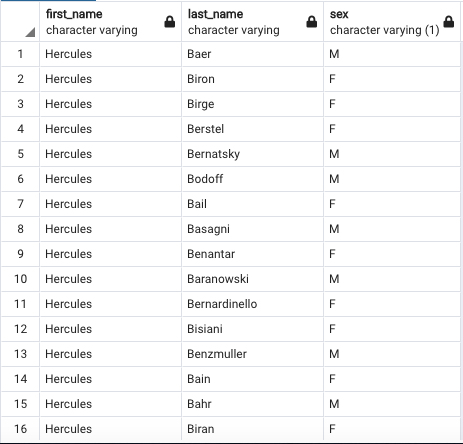 first_name last_name sex
character varying character varying character varying (1)
1 Hercules Baer M
2 Hercules Biron F
3 Hercules Birge F
4 Hercules Berstel F
5 Hercules Bernatsky M
6 Hercules Bodoff M
7 Hercules Bail F
8 Hercules Basagni M
9 Hercules Benantar F
10 Hercules Baranowski M
11 Hercules Bernardinello F
12 Hercules Bisiani F
13 Hercules Benzmuller M
14 Hercules Bain F
15 Hercules Bahr M
16 Hercules Biran F